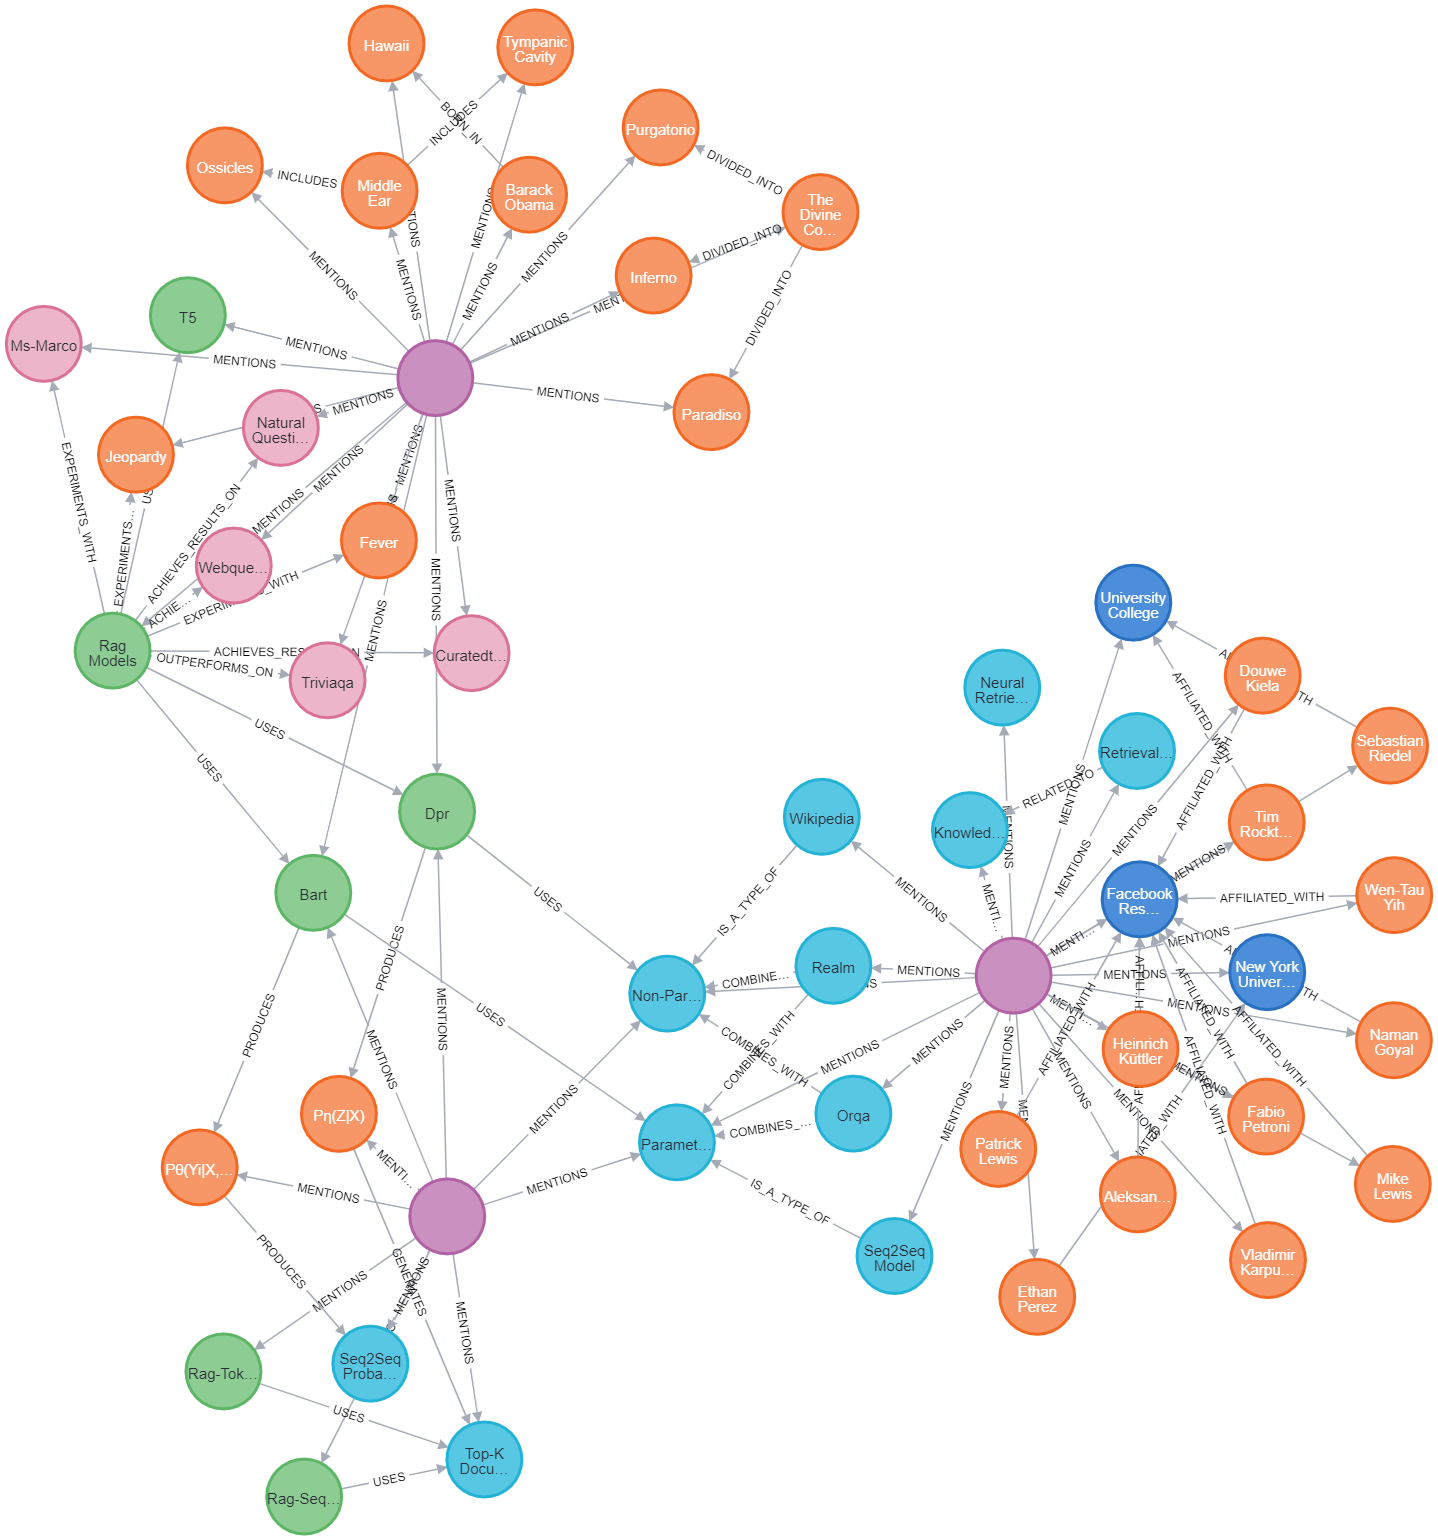 Hawaii
Tympanic
Cavity
BORN_IN
INCLUDES
Purgatorio
Ossicles
INCLUDES
Middle
Ear
Barack
Obama
DIVIDED_INTO
The
Divine
Co...
MENTIONS
MENTIONS
MENTIONS
MENTIONS
MENTIONS
DIVIDED_INTO
Inferno
DIVIDED_INTO
T5
Ms-Marco
MENTIONS
MENTIONS
MENTIONS
MENTIONS
Paradiso
Natural
Questi...
MENTIONS
Jeopardy
EXPERIMENTS_WITH
EXPERIMENTS...
ACHIEVES_RESULTS_ON
MENTIONS
MENTIONS
MENTIONS
MENTIONS
Fever
Webque...
EXPERIMENTS_WITH
ACHIE...
MENTIONS
MENTIONS
Rag
Models
OUTPERFORMS_ON
Triviaqa
Curatedt...
University
College
Neural
Retrie...
Douwe
Kiela
AFFILIATED_WITH
Sebastian
Riedel
Retrieval...
USES
USES
Dpr
Wikipedia
RELATED_TO
Knowled...
MENTIONS
MENTIONS
MENTIONS
MENTIONS
AFFILIATED_WITH
Tim
Rockt...
MENTIONS
Bart
USES
IS_A_TYPE_OF
MENTIONS
MENTI...
Facebook
Res...
AFFILIATED_WITH
Wen-Tau
Yih
MENTIONS
PRODUCES
Realm
MENTIONS
MENTI...
MENTIONS
New York
Univer...
Non-Par...
COMBINE...
USES
MENTIONS
PRODUCES
MENTIONS
COMBINES_WITH
COMBINES_WITH
MENTIONS
MENTIONS
MENTIONS
MENTI...
MENTIONS
Heinrich
Küttler
Naman
Goyal
AFFILIATED_WITH
AFFILIATED_WITH
AFFILIATED_WITH
AFFILIATED_WITH
MENTIONS
MENTIONS
Pη(Z|X)
MENTIONS
Orqa
COMBINES_...
Paramet...
MENTIONS
MENTIONS
MENTIONS
Fabio
Petroni
Pθ(Yi|X,...
MENTI...
MENTIONS
MENTIONS
Patrick
Lewis
Aleksan...
Mike
Lewis
IS_A_TYPE_OF
Seq2Seq
Model
Vladimir
Karpu...
Ethan
Perez
PRODUCES
MENTIONS
GENERATES
MENTIONS
MENTIONS
Seq2Seq
Proba...
Rag-Tok...
USES
Top-K
Docu...
USES
Rag-Seq...